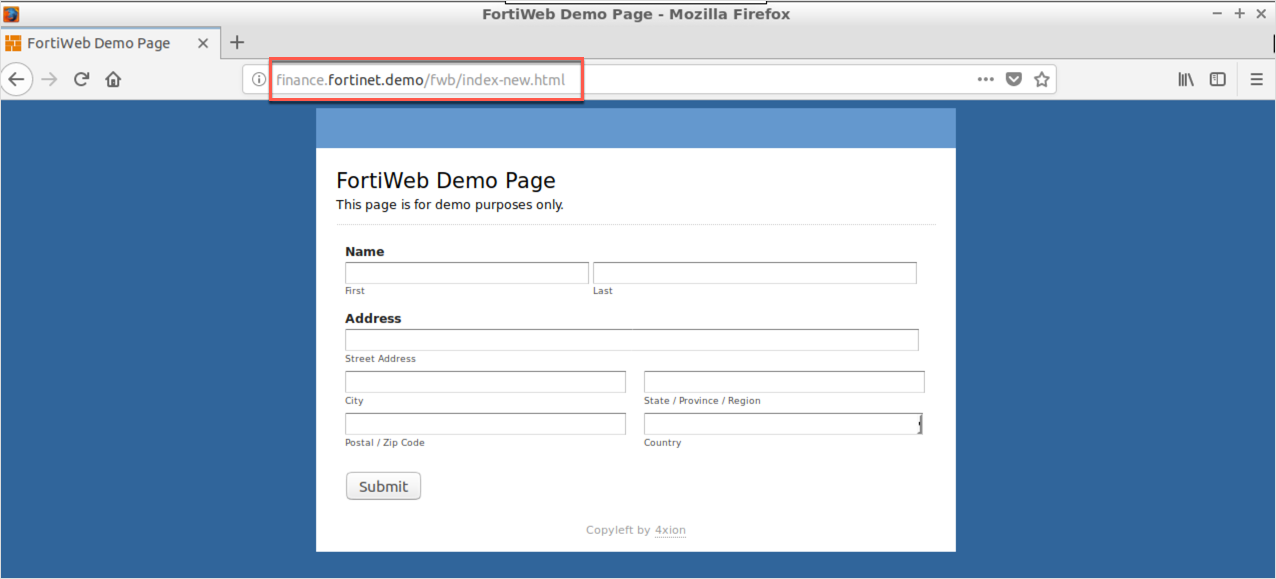 FortiWeb Demo Page - Mozilla Firefox
FortiWeb Demo Page
finance.fortinet.demo/fwb/index-new.html
FortiWeb Demo Page
This page is for demo purposes only.
Name
First Last
Address
Street Address
City State / Province / Region
Postal / Zip Code Country
Submit
Copyleft by 4xion